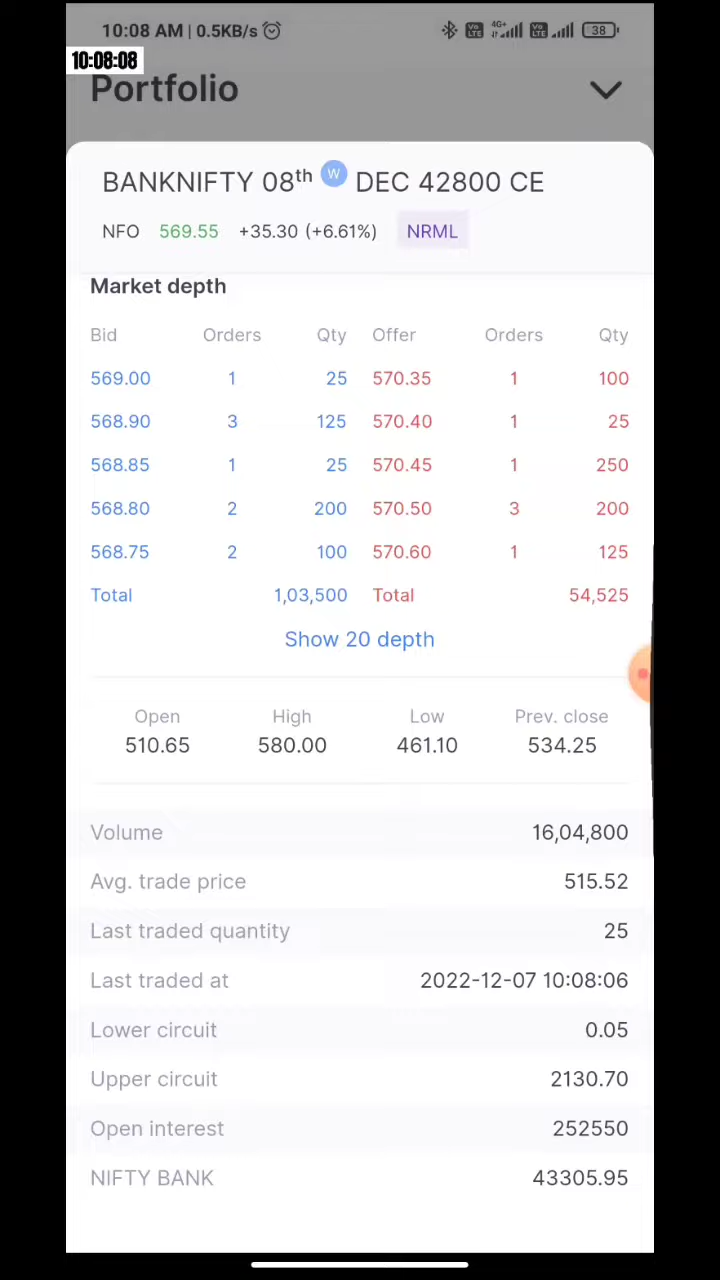 10:08 AM | 0.5KB/s 4G+ Vo LTE Vo LTE 38
10:08:08
Portfolio
BANKNIFTY 08th W DEC 42800 CE
NFO 569.55 +35.30 (+6.61%) NRML
Market depth
Bid Orders Qty Offer Orders Qty
569.00 1 25 570.35 1 100
568.90 3 125 570.40 1 25
568.85 1 25 570.45 1 250
568.80 2 200 570.50 3 200
568.75 2 100 570.60 1 125
Total 1,03,500 Total 54,525
Show 20 depth
Open High Low Prev. close
510.65 580.00 461.10 534.25
Volume 16,04,800
Avg. trade price 515.52
Last traded quantity 25
Last traded at 2022-12-07 10:08:06
Lower circuit 0.05
Upper circuit 2130.70
Open interest 252550
NIFTY BANK 43305.95